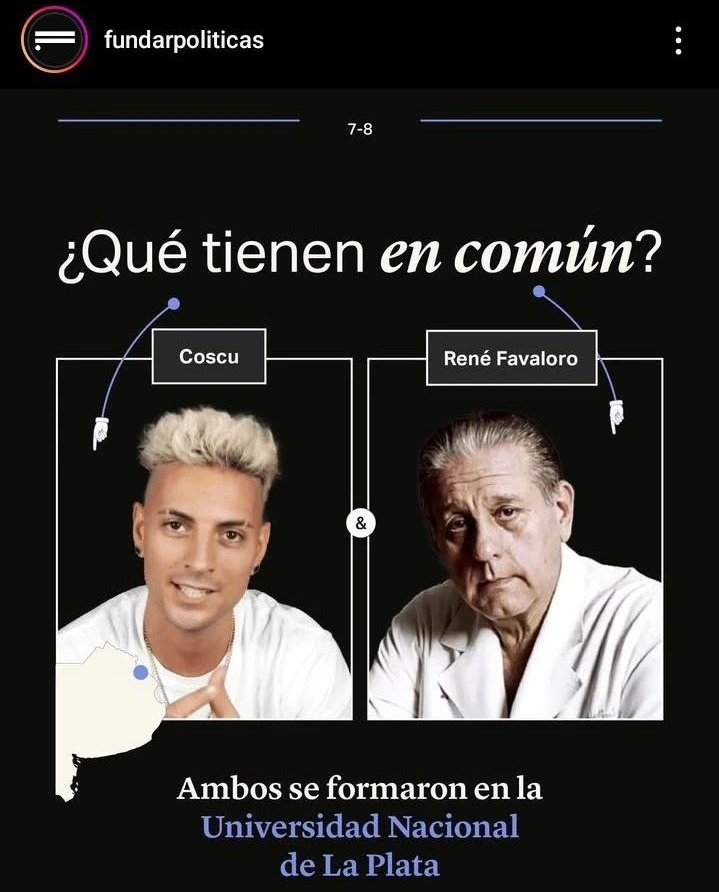 fundarpoliticas
7-8
¿Qué tienen en común?
Coscu
René Favaloro
&
Ambos se formaron en la
Universidad Nacional
de La Plata